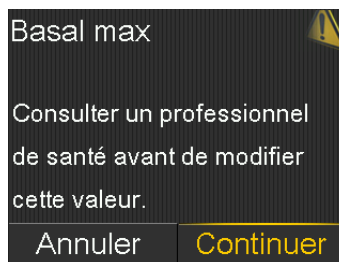 Basal max
Consulter un professionnel
de santé avant de modifier
cette valeur.
Annuler Continuer